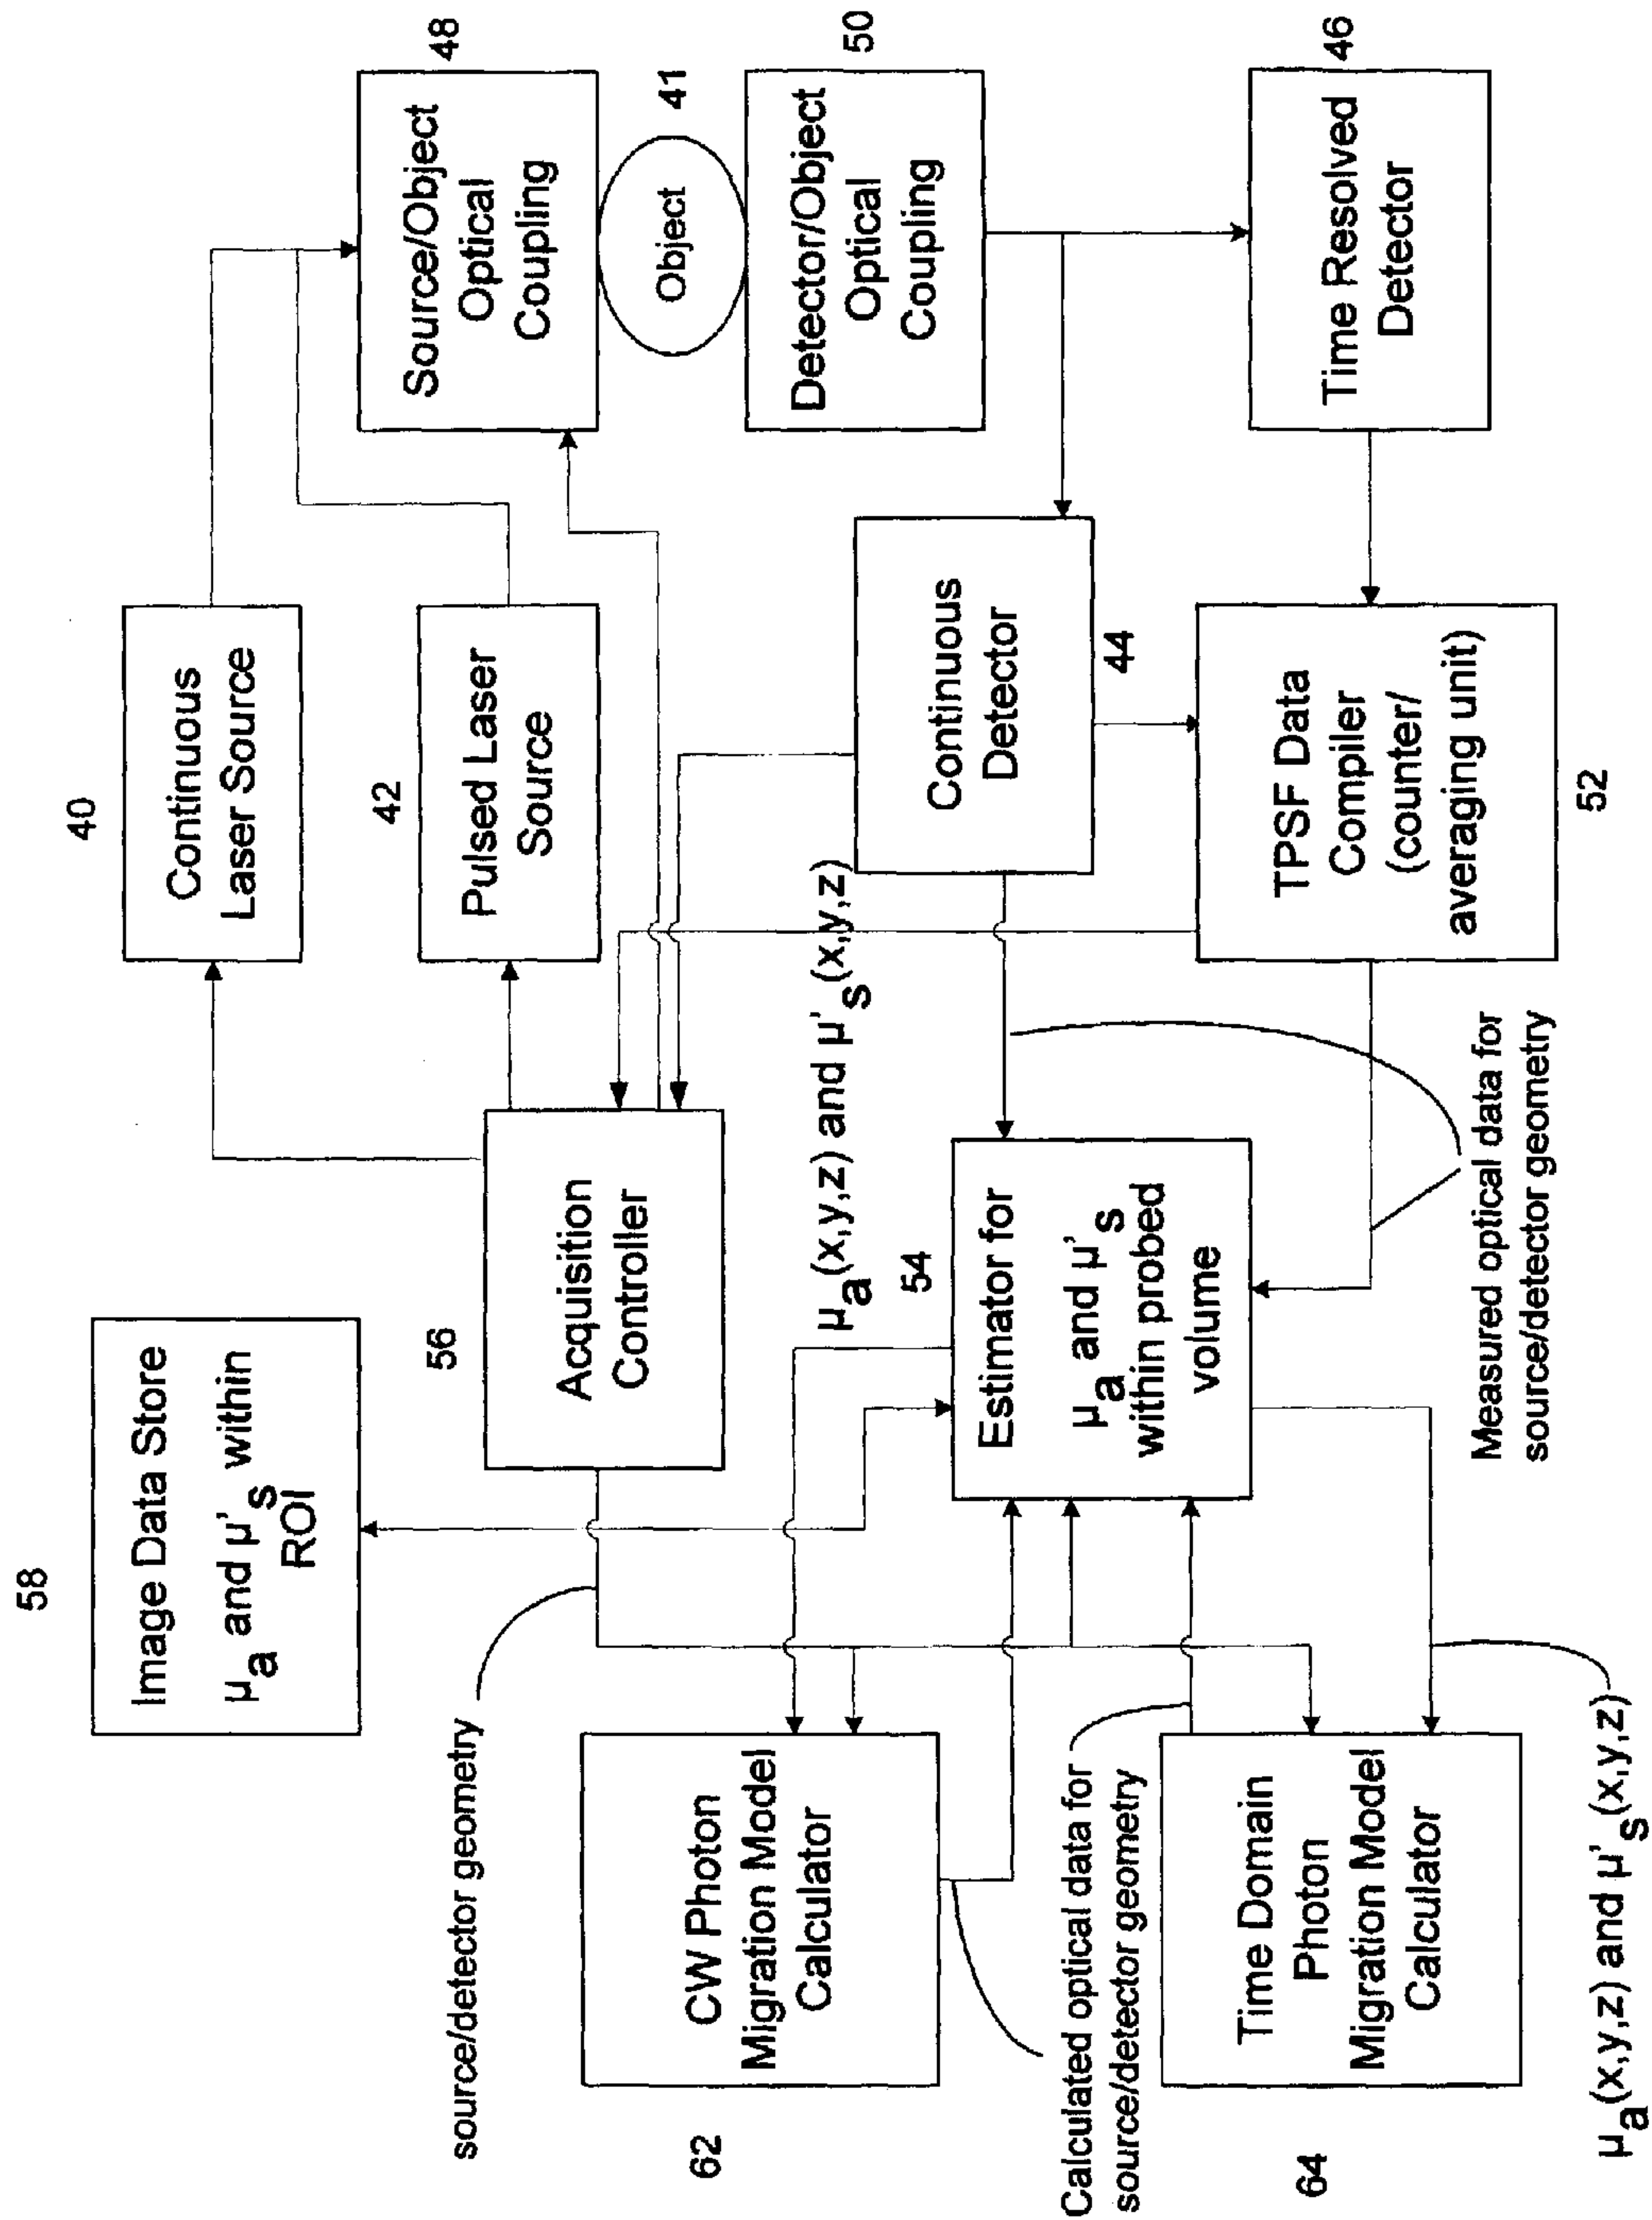 58
Image Data Store
μa and μ's within
ROI
40
Continuous
Laser Source
42
Pulsed Laser
Source
48
Source/Object
Optical
Coupling
Object
41
50
Detector/Object
Optical
Coupling
46
Time Resolved
Detector
56
Acquisition
Controller
source/detector geometry
μa(x,y,z) and μ's(x,y,z)
Continuous
Detector
44
62
CW Photon
Migration Model
Calculator
54
Estimator for
μa and μ's
within probed
volume
TPSF Data
Compiler
(counter/
averaging unit)
52
Calculated optical data for
source/detector geometry
64
Time Domain
Photon
Migration Model
Calculator
Measured optical data for
source/detector geometry
μa(x,y,z) and μ's(x,y,z)